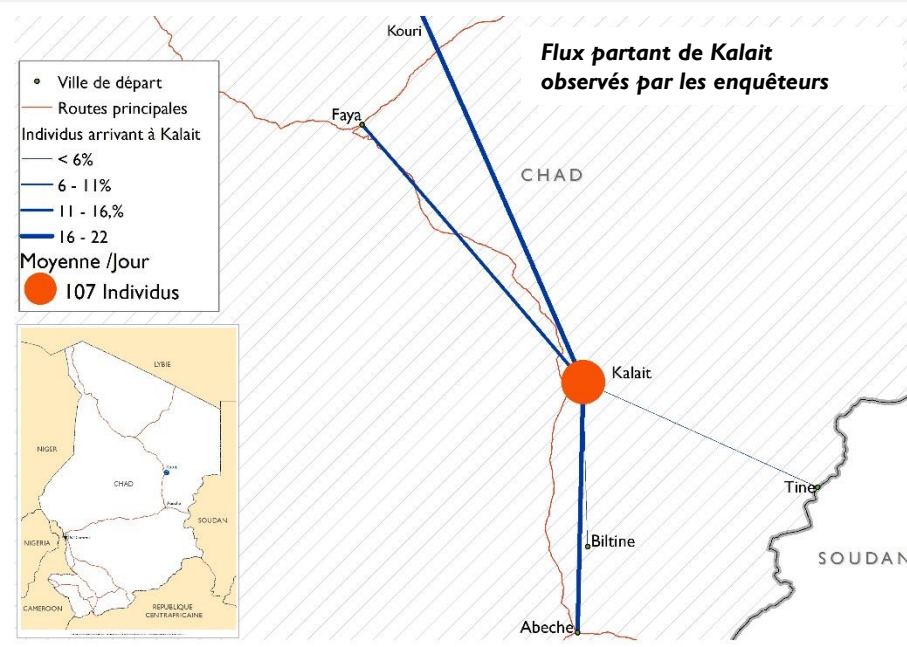 Kouri
Flux partant de Kalait
observés par les enquêteurs
Ville de départ
Routes principales
Individus arrivant à Kalait
< 6%
6 - 11%
11 - 16,%
16 - 22
Moyenne /Jour
107 Individus
Faya
CHAD
Kalait
Tine
SOUDAN
Biltine
Abeche
LYBIE
NIGER
CHAD
SOUDAN
NIGERIA
CAMEROON
REPUBLIQUE
CENTRAFRICAINE